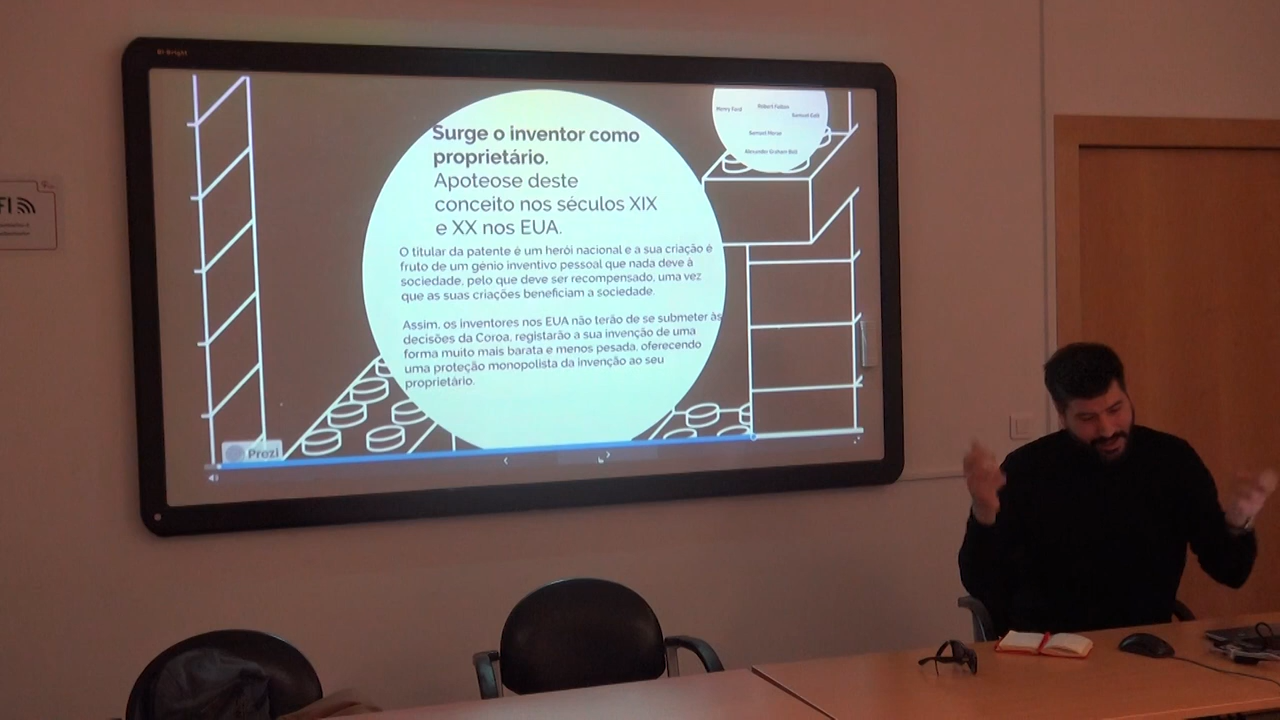 Bi-Bright
Surge o inventor como
proprietário.
Apoteose deste
conceito nos séculos XIX
e XX nos EUA.
O titular da patente é um herói nacional e a sua criação é
fruto de um génio inventivo pessoal que nada deve à
sociedade, pelo que deve ser recompensado, uma vez
que as suas criações beneficiam a sociedade.
Assim, os inventores nos EUA não terão de se submeter às
decisões da Coroa, registarão a sua invenção de uma
forma muito mais barata e menos pesada, oferecendo
uma proteção monopolista da invenção ao seu
proprietário.
Henry Ford
Robert Fulton
Samuel Colt
Samuel Morse
Alexander Graham Bell
Prezi
FI